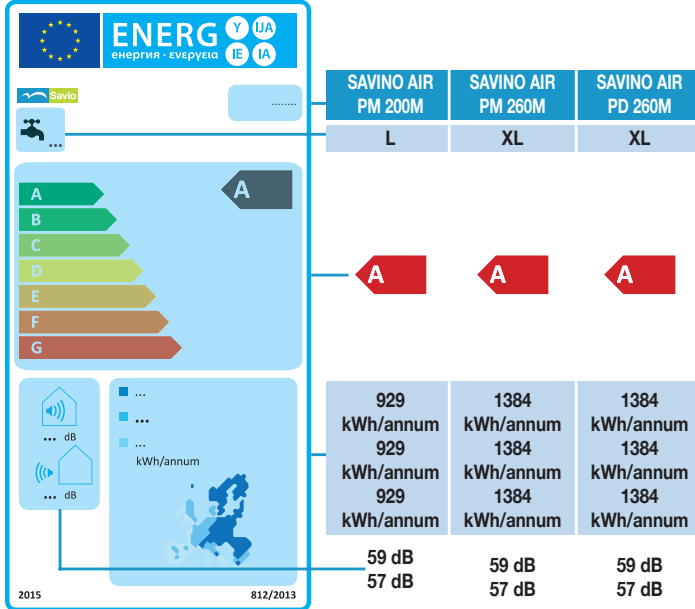 ENERG Y IJA
енергия · ενεργεια IE IA
Savio
........
...
A
A
B
C
D
E
F
G
... dB
... dB
...
...
...
kWh/annum
2015
812/2013
SAVINO AIR PM 200M
SAVINO AIR PM 260M
SAVINO AIR PD 260M
L XL XL
A A A
929 1384 1384
kWh/annum kWh/annum kWh/annum
929 1384 1384
kWh/annum kWh/annum kWh/annum
929 1384 1384
kWh/annum kWh/annum kWh/annum
59 dB 59 dB 59 dB
57 dB 57 dB 57 dB